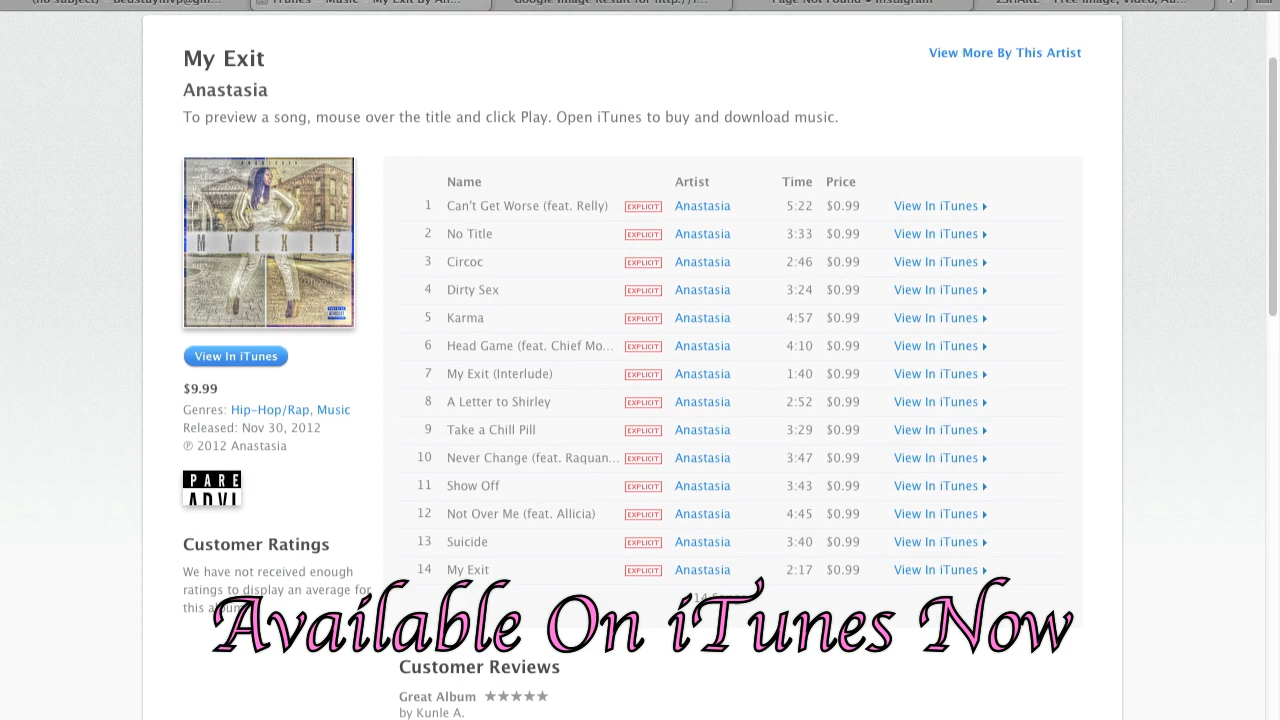 My Exit
View More By This Artist
Anastasia
To preview a song, mouse over the title and click Play. Open iTunes to buy and download music.
MY EXIT
Name Artist Time Price
1 Can't Get Worse (feat. Relly) EXPLICIT Anastasia 5:22 $0.99 View In iTunes
2 No Title EXPLICIT Anastasia 3:33 $0.99 View In iTunes
3 Circoc EXPLICIT Anastasia 2:46 $0.99 View In iTunes
4 Dirty Sex EXPLICIT Anastasia 3:24 $0.99 View In iTunes
5 Karma EXPLICIT Anastasia 4:57 $0.99 View In iTunes
6 Head Game (feat. Chief Mo... EXPLICIT Anastasia 4:10 $0.99 View In iTunes
7 My Exit (Interlude) EXPLICIT Anastasia 1:40 $0.99 View In iTunes
8 A Letter to Shirley EXPLICIT Anastasia 2:52 $0.99 View In iTunes
9 Take a Chill Pill EXPLICIT Anastasia 3:29 $0.99 View In iTunes
10 Never Change (feat. Raquan... EXPLICIT Anastasia 3:47 $0.99 View In iTunes
11 Show Off EXPLICIT Anastasia 3:43 $0.99 View In iTunes
12 Not Over Me (feat. Allicia) EXPLICIT Anastasia 4:45 $0.99 View In iTunes
13 Suicide EXPLICIT Anastasia 3:40 $0.99 View In iTunes
14 My Exit EXPLICIT Anastasia 2:17 $0.99 View In iTunes
View In iTunes
$9.99
Genres: Hip-Hop/Rap, Music
Released: Nov 30, 2012
℗ 2012 Anastasia
PARE
ADVI
Customer Ratings
We have not received enough
ratings to display an average for
this album
Available On iTunes Now
Customer Reviews
Great Album ★★★★★
by Kunle A.